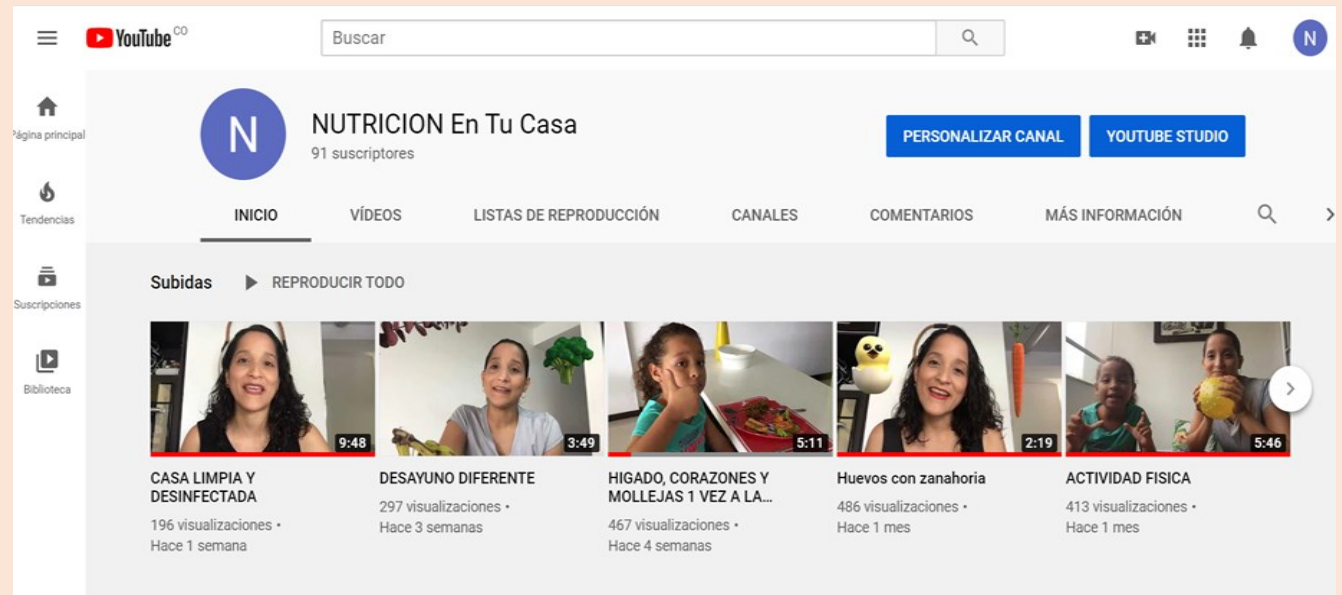 YouTube CO
Buscar
N
N
NUTRICION En Tu Casa
91 suscriptores
PERSONALIZAR CANAL
YOUTUBE STUDIO
Página principal
Tendencias
Suscripciones
Biblioteca
INICIO
VÍDEOS
LISTAS DE REPRODUCCIÓN
CANALES
COMENTARIOS
MÁS INFORMACIÓN
Subidas
REPRODUCIR TODO
9:48
CASA LIMPIA Y
DESINFECTADA
196 visualizaciones •
Hace 1 semana
3:49
DESAYUNO DIFERENTE
297 visualizaciones •
Hace 3 semanas
5:11
HIGADO, CORAZONES Y
MOLLEJAS 1 VEZ A LA...
467 visualizaciones •
Hace 4 semanas
2:19
Huevos con zanahoria
486 visualizaciones •
Hace 1 mes
5:46
ACTIVIDAD FISICA
413 visualizaciones •
Hace 1 mes